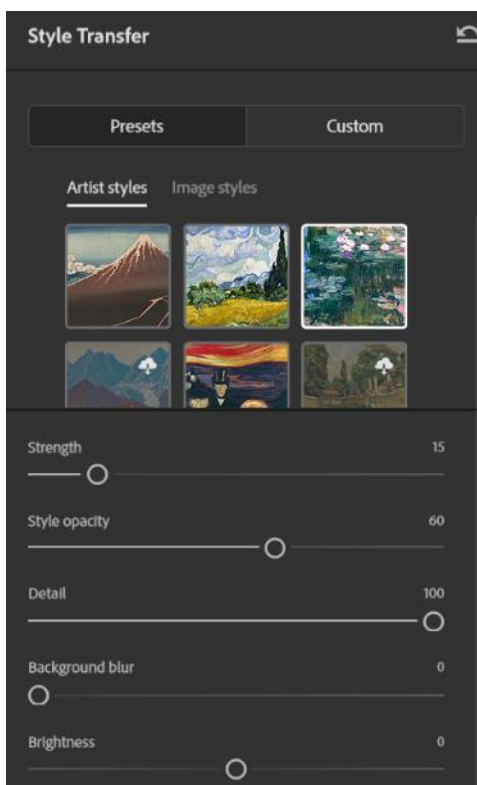 Style Transfer
Presets Custom
Artist styles Image styles
Strength 15
Style opacity 60
Detail 100
Background blur 0
Brightness 0